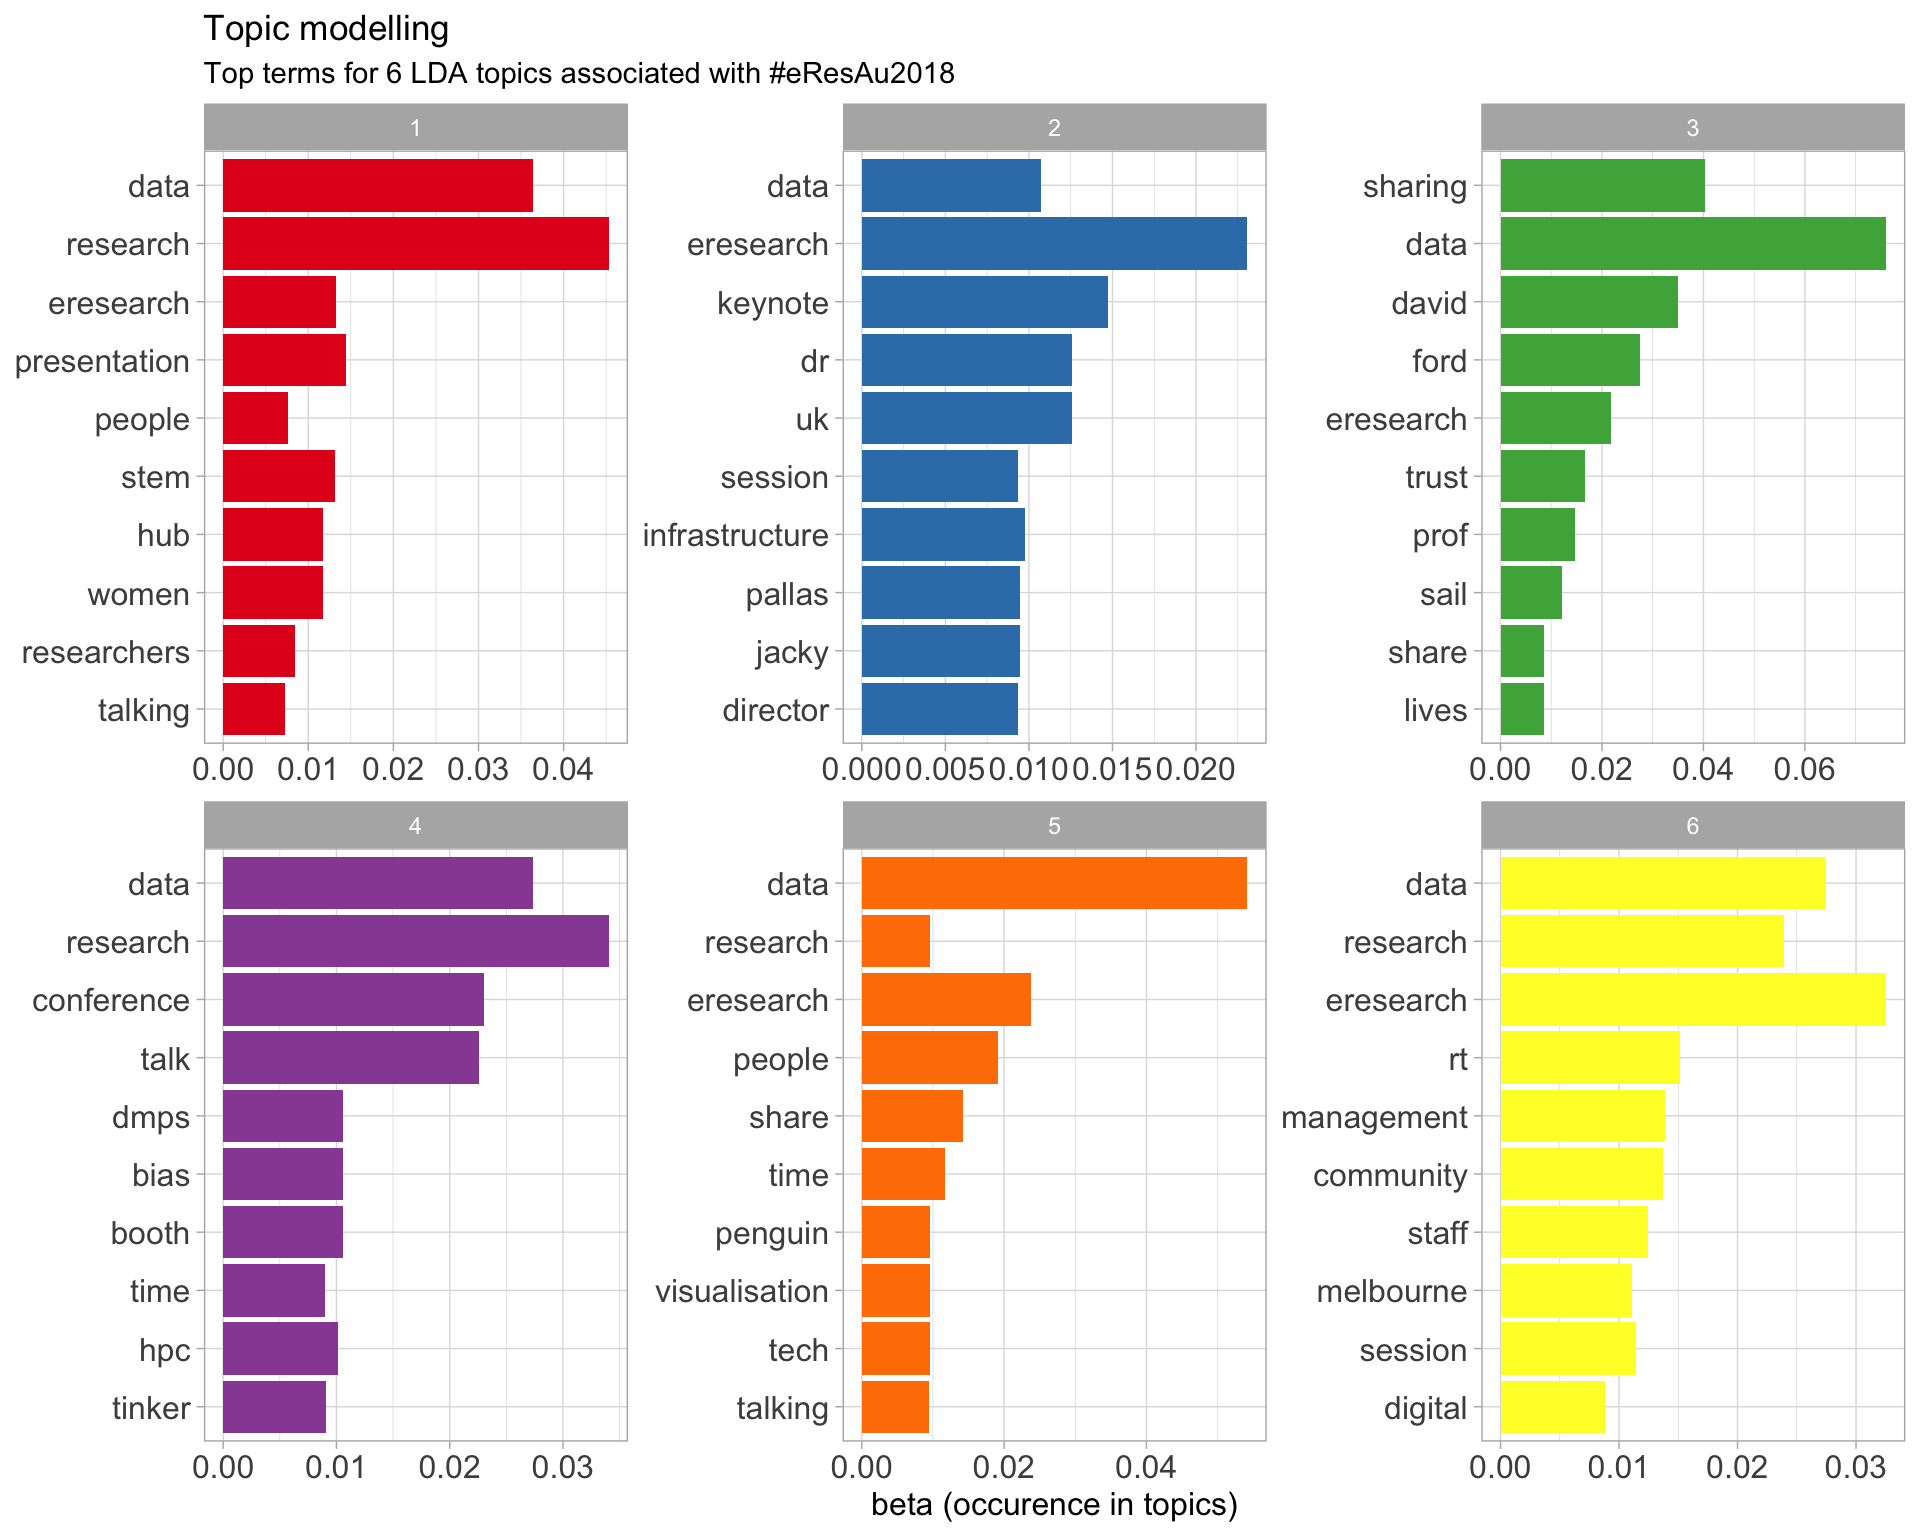 Topic modelling
Top terms for 6 LDA topics associated with #eResAu2018
1
data
research
eresearch
presentation
people
stem
hub
women
researchers
talking
0.00 0.01 0.02 0.03 0.04
2
data
eresearch
keynote
dr
uk
session
infrastructure
pallas
jacky
director
0.000 0.005 0.010 0.015 0.020
3
sharing
data
david
ford
eresearch
trust
prof
sail
share
lives
0.00 0.02 0.04 0.06
4
data
research
conference
talk
dmps
bias
booth
time
hpc
tinker
0.00 0.01 0.02 0.03
5
data
research
eresearch
people
share
time
penguin
visualisation
tech
talking
0.00 0.02 0.04
6
data
research
eresearch
rt
management
community
staff
melbourne
session
digital
0.00 0.01 0.02 0.03
beta (occurence in topics)